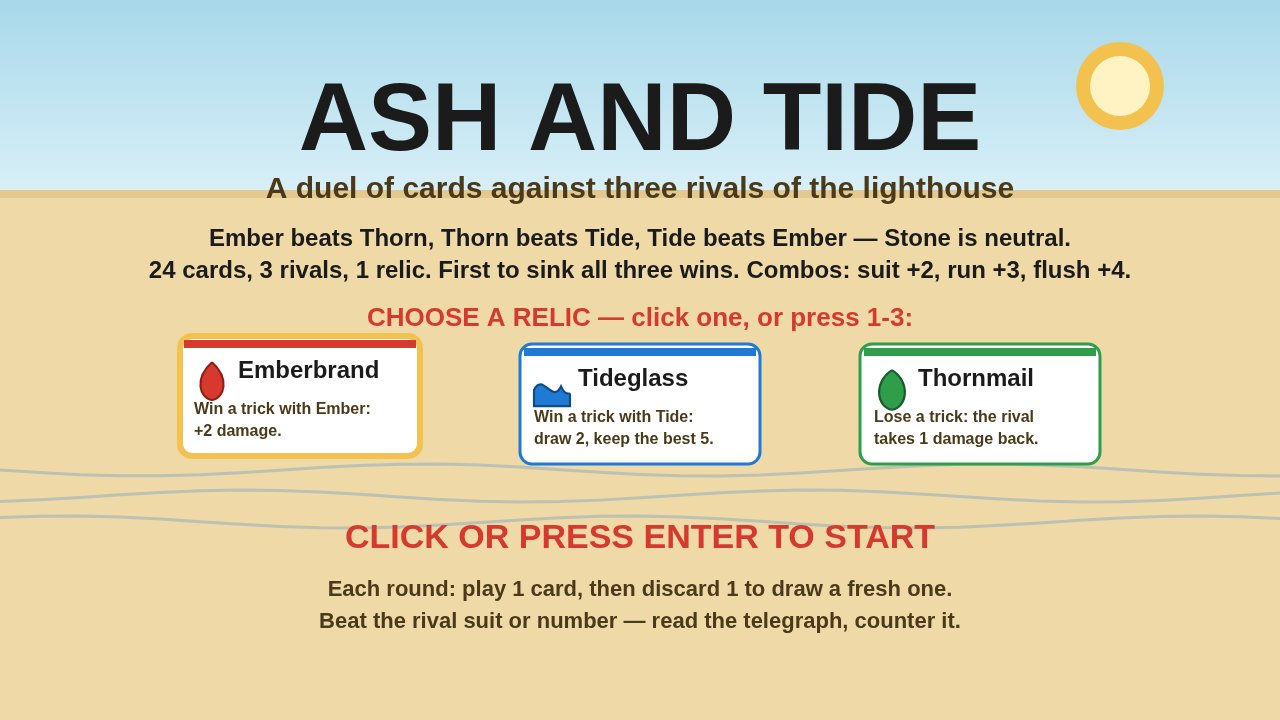 ASH AND TIDE
A duel of cards against three rivals of the lighthouse
Ember beats Thorn, Thorn beats Tide, Tide beats Ember — Stone is neutral.
24 cards, 3 rivals, 1 relic. First to sink all three wins. Combos: suit +2, run +3, flush +4.
CHOOSE A RELIC — click one, or press 1-3:
Emberbrand
Win a trick with Ember:
+2 damage.
Tideglass
Win a trick with Tide:
draw 2, keep the best 5.
Thornmail
Lose a trick: the rival
takes 1 damage back.
CLICK OR PRESS ENTER TO START
Each round: play 1 card, then discard 1 to draw a fresh one.
Beat the rival suit or number — read the telegraph, counter it.